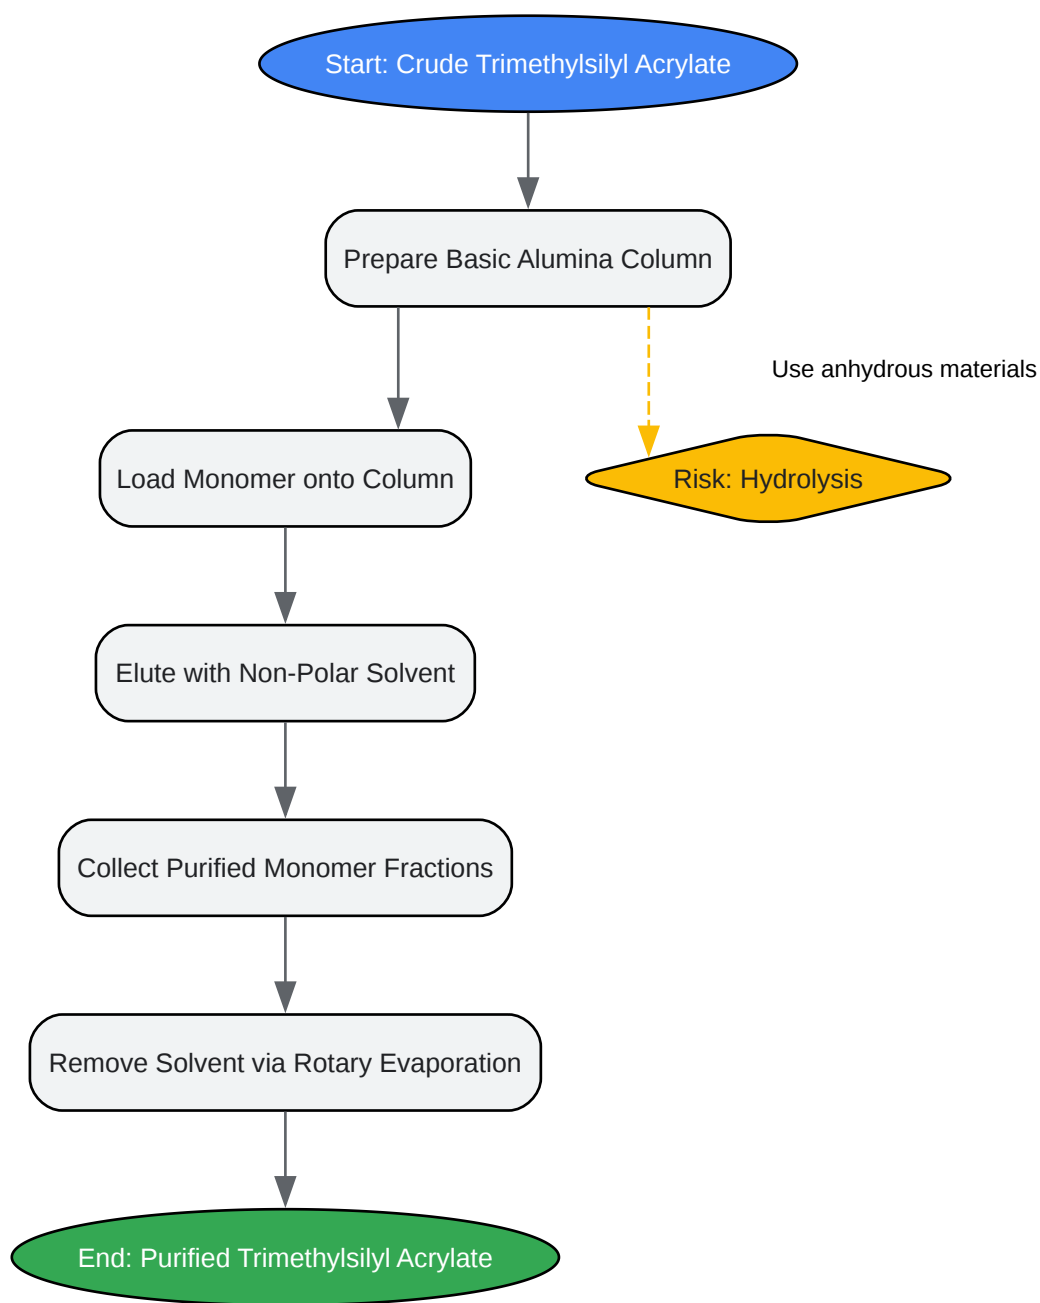 Start: Crude Trimethylsilyl Acrylate
Prepare Basic Alumina Column
Use anhydrous materials
Load Monomer onto Column
Risk: Hydrolysis
Elute with Non-Polar Solvent
Collect Purified Monomer Fractions
Remove Solvent via Rotary Evaporation
End: Purified Trimethylsilyl Acrylate